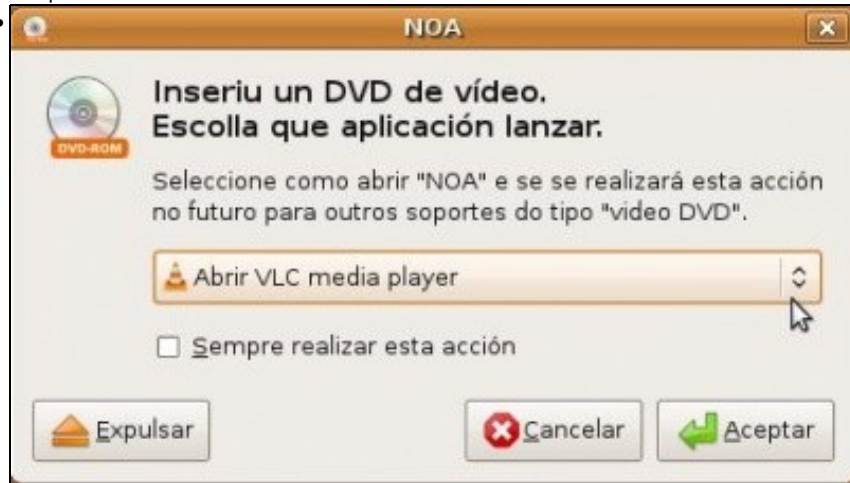 NOA
Inseriu un DVD de vídeo.
Escolla que aplicación lanzar.
DVD-ROM
Seleccione como abrir "NOA" e se se realizará esta acción
no futuro para outros soportes do tipo "video DVD".
Abrir VLC media player
Sempre realizar esta acción
Expulsar
Cancelar
Aceptar